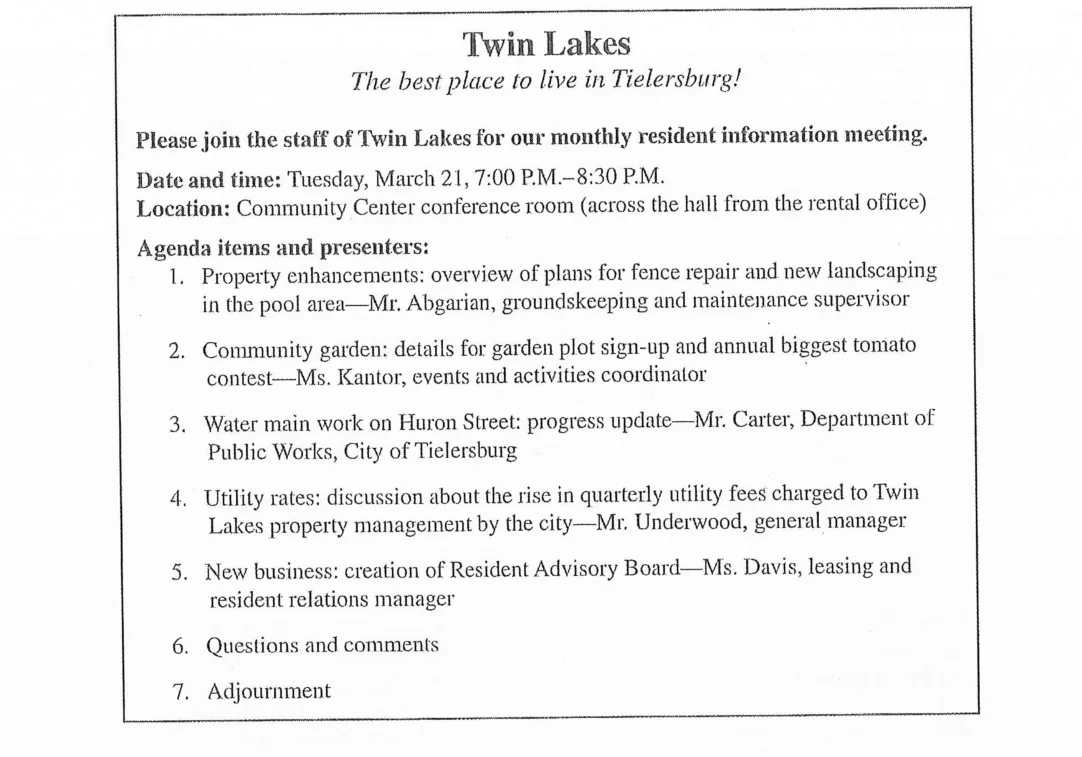 Twin Lakes
The best place to live in Tielersburg!
Please join the staff of Twin Lakes for our monthly resident information meeting.
Date and time: Tuesday, March 21, 7:00 P.M.–8:30 P.M.
Location: Community Center conference room (across the hall from the rental office)
Agenda items and presenters:
1. Property enhancements: overview of plans for fence repair and new landscaping
in the pool area—Mr. Abgarian, groundskeeping and maintenance supervisor
2. Community garden: details for garden plot sign-up and annual biggest tomato
contest—Ms. Kantor, events and activities coordinator
3. Water main work on Huron Street: progress update—Mr. Carter, Department of
Public Works, City of Tielersburg
4. Utility rates: discussion about the rise in quarterly utility fees charged to Twin
Lakes property management by the city—Mr. Underwood, general manager
5. New business: creation of Resident Advisory Board—Ms. Davis, leasing and
resident relations manager
6. Questions and comments
7. Adjournment